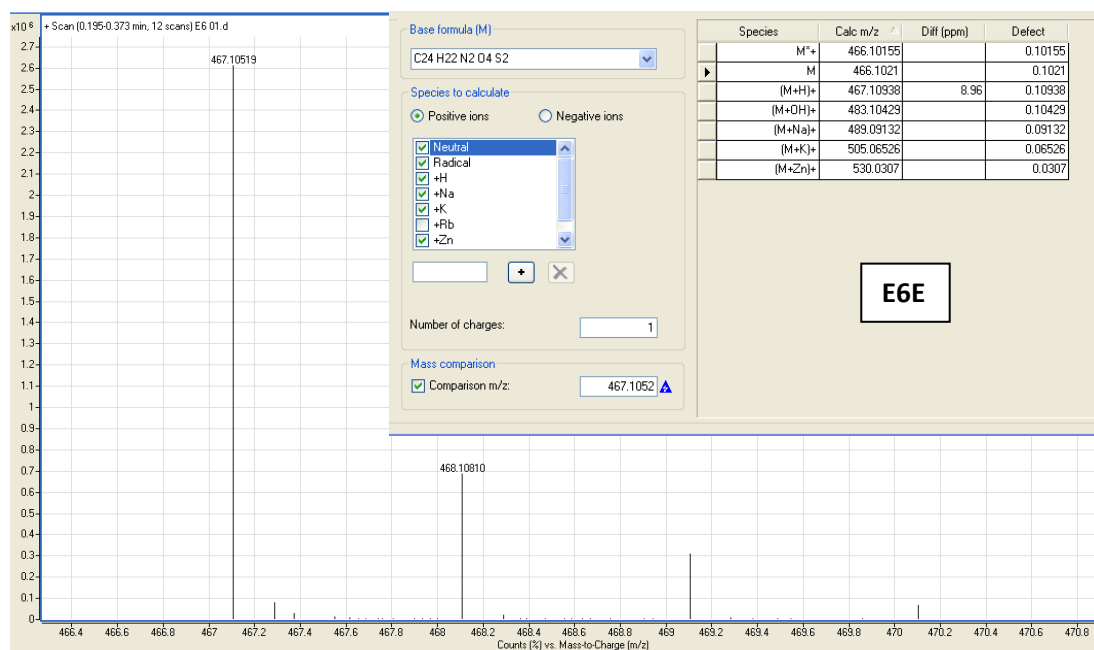 x10 6
+ Scan (0.195-0.373 min, 12 scans) E6 01.d
2.7-
2.6-
2.5-
2.4-
2.3-
2.2-
2.1-
2-
1.9-
1.8-
1.7-
1.6-
1.5-
1.4-
1.3-
1.2-
1.1-
1-
0.9-
0.8-
0.7-
0.6-
0.5-
0.4-
0.3-
0.2-
0.1-
0-
467.10519
468.10810
466.4 466.6 466.8 467 467.2 467.4 467.6 467.8 468 468.2 468.4 468.6 468.8 469 469.2 469.4 469.6 469.8 470 470.2 470.4 470.6 470.8
Counts (%) vs. Mass-to-Charge (m/z)
Base formula (M)
C24 H22 N2 O4 S2
Species to calculate
Positive ions Negative ions
Neutral
Radical
+H
+Na
+K
+Rb
+Zn
+
Number of charges: 1
Mass comparison
Comparison m/z: 467.1052
Species Calc m/z Diff (ppm) Defect
M*+ 466.10155 0.10155
M 466.1021 0.1021
(M+H)+ 467.10938 8.96 0.10938
(M+OH)+ 483.10429 0.10429
(M+Na)+ 489.09132 0.09132
(M+K)+ 505.06526 0.06526
(M+Zn)+ 530.0307 0.0307
E6E